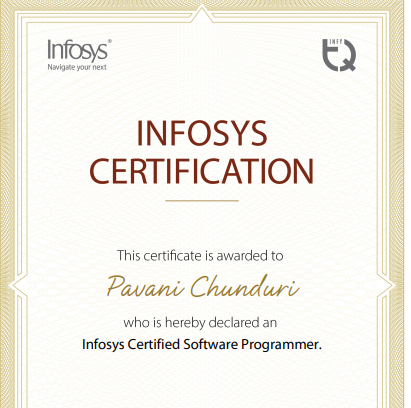 Infosys®
Navigate your next
INFY
TQ
INFOSYS
CERTIFICATION
This certificate is awarded to
Pavani Chunduri
who is hereby declared an
Infosys Certified Software Programmer.